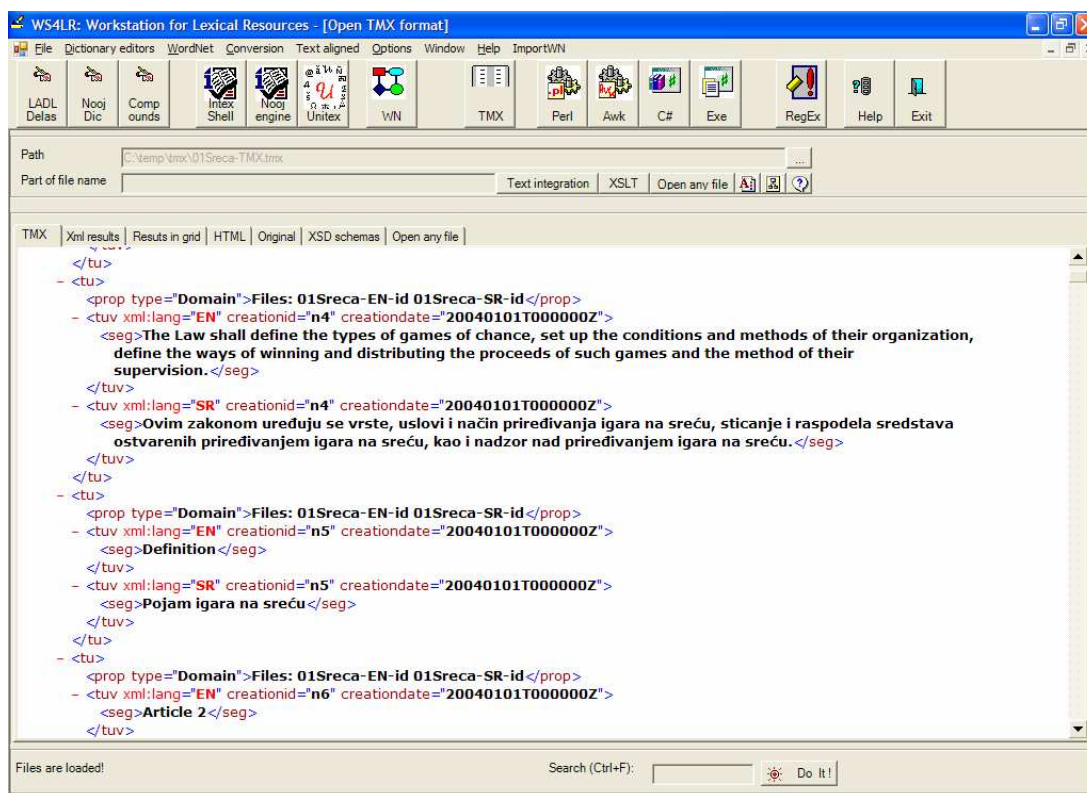 WS4LR: Workstation for Lexical Resources - [Open TMX format]
File Dictionary editors WordNet Conversion Text aligned Options Window Help ImportWN
LADL Delas Nooj Dic Comp ounds Intex Shell Nooj engine Unitex WN TMX Perl Awk C# Exe RegEx Help Exit
Path C:\temp\tmx\01Sreca-TMX.tmx ...
Part of file name Text integration XSLT Open any file
TMX Xml results Resuts in grid HTML Original XSD schemas Open any file
</tuv>
</tu>
- <tu>
<prop type="Domain">Files: 01Sreca-EN-id 01Sreca-SR-id</prop>
- <tuv xml:lang="EN" creationid="n4" creationdate="20040101T000000Z">
<seg>The Law shall define the types of games of chance, set up the conditions and methods of their organization,
define the ways of winning and distributing the proceeds of such games and the method of their
supervision.</seg>
</tuv>
- <tuv xml:lang="SR" creationid="n4" creationdate="20040101T000000Z">
<seg>Ovim zakonom uređuju se vrste, uslovi i način priređivanja igara na sreću, sticanje i raspodela sredstava
ostvarenih priređivanjem igara na sreću, kao i nadzor nad priređivanjem igara na sreću.</seg>
</tuv>
</tu>
- <tu>
<prop type="Domain">Files: 01Sreca-EN-id 01Sreca-SR-id</prop>
- <tuv xml:lang="EN" creationid="n5" creationdate="20040101T000000Z">
<seg>Definition</seg>
</tuv>
- <tuv xml:lang="SR" creationid="n5" creationdate="20040101T000000Z">
<seg>Pojam igara na sreću</seg>
</tuv>
</tu>
- <tu>
<prop type="Domain">Files: 01Sreca-EN-id 01Sreca-SR-id</prop>
- <tuv xml:lang="EN" creationid="n6" creationdate="20040101T000000Z">
<seg>Article 2</seg>
</tuv>
Files are loaded! Search (Ctrl+F): Do It!